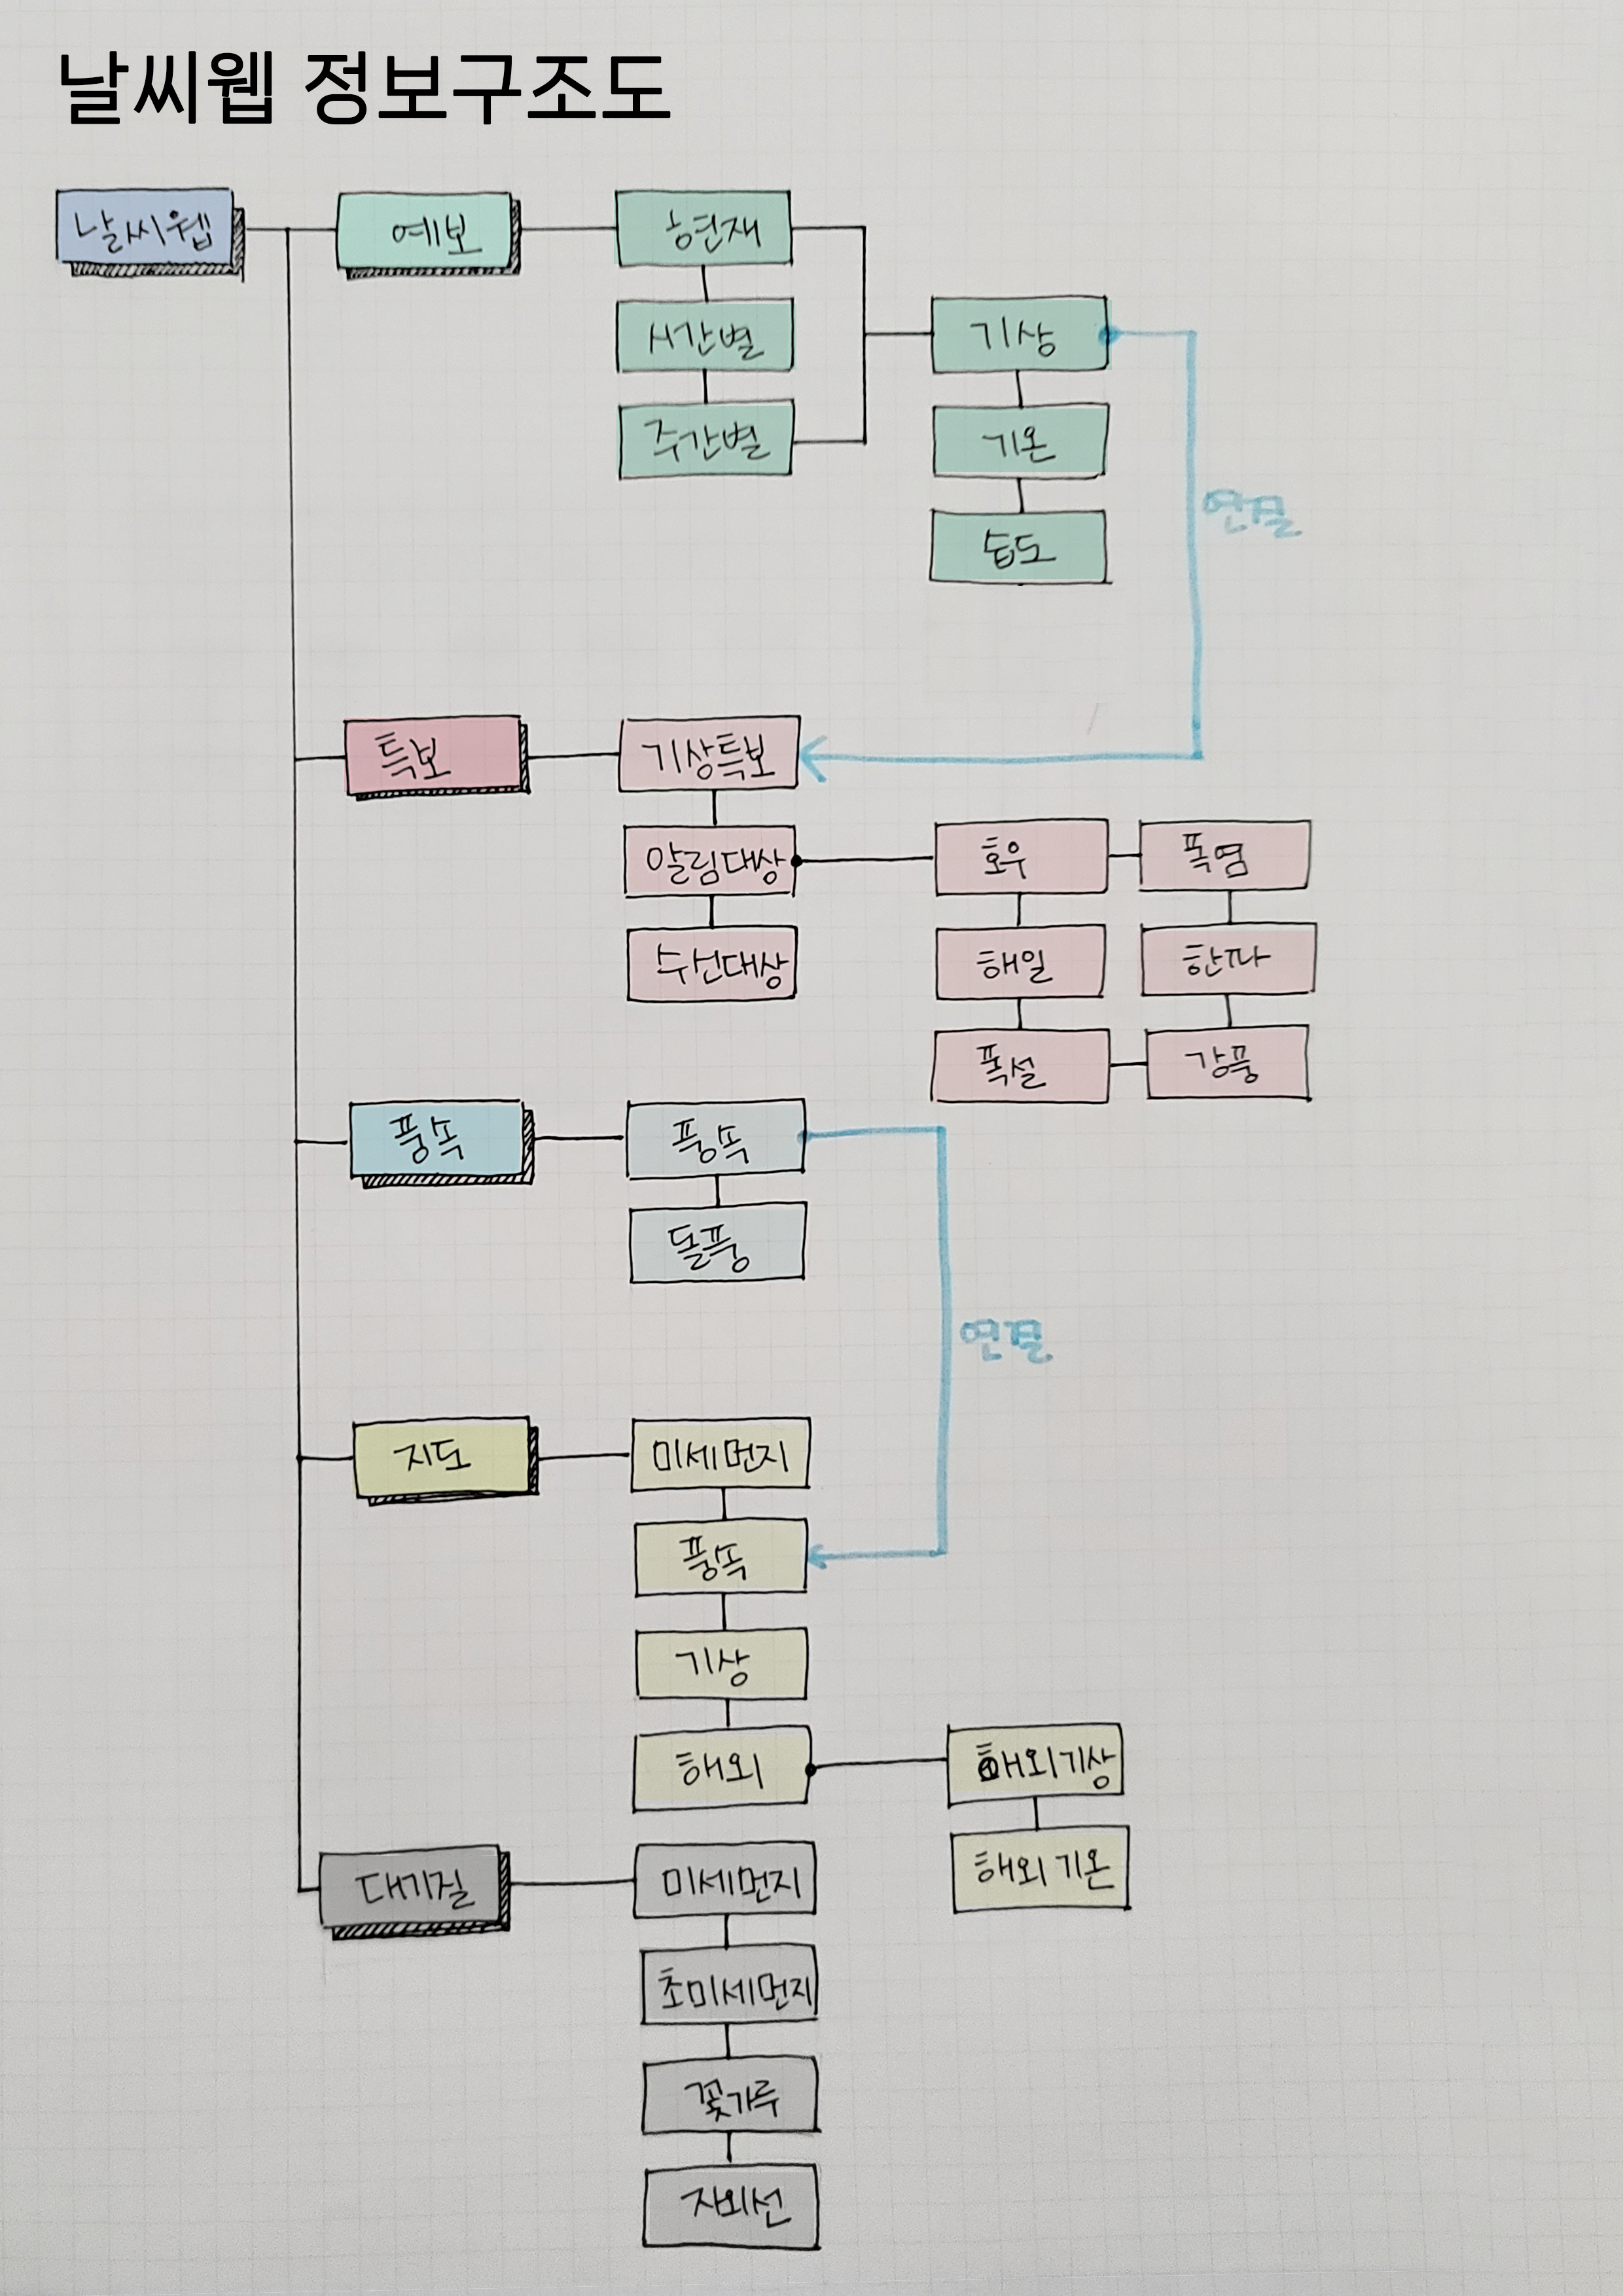 날씨웹 정보구조도
날씨웹
예보
현재
시간별
주간별
기상
기온
습도
연결
특보
기상특보
알림대상
수신대상
호우
폭염
해일
한파
폭설
강풍
풍속
풍속
돌풍
연결
지도
미세먼지
풍속
기상
해외
해외기상
해외기온
대기질
미세먼지
초미세먼지
꽃가루
자외선